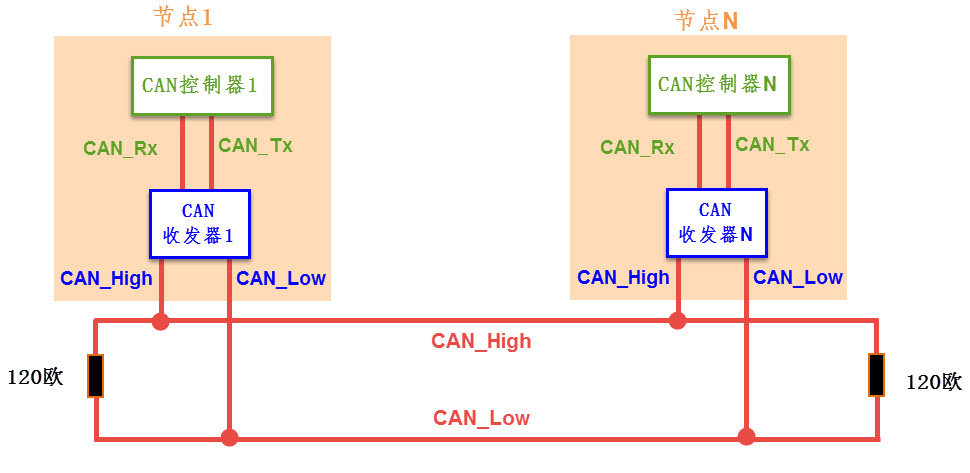 节点1
节点N
CAN控制器1
CAN控制器N
CAN_Rx
CAN_Tx
CAN_Rx
CAN_Tx
CAN
收发器1
CAN
收发器N
CAN_High
CAN_Low
CAN_High
CAN_Low
CAN_High
120欧
120欧
CAN_Low